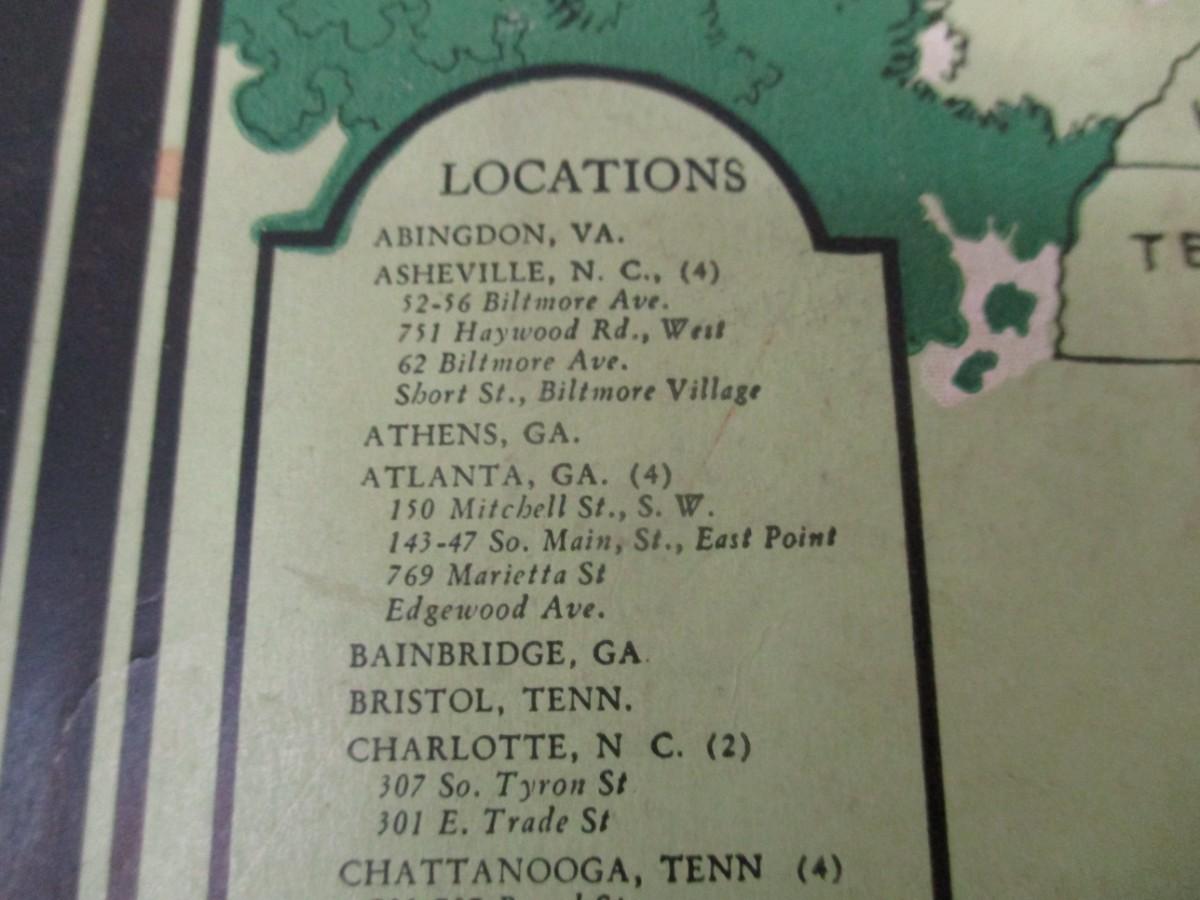 LOCATIONS
ABINGDON, VA.
ASHEVILLE, N. C., (4)
52-56 Biltmore Ave.
751 Haywood Rd., West
62 Biltmore Ave.
Short St., Biltmore Village
ATHENS, GA.
ATLANTA, GA. (4)
150 Mitchell St., S. W.
143-47 So. Main, St., East Point
769 Marietta St
Edgewood Ave.
BAINBRIDGE, GA.
BRISTOL, TENN.
CHARLOTTE, N C. (2)
307 So. Tyron St
301 E. Trade St
CHATTANOOGA, TENN (4)